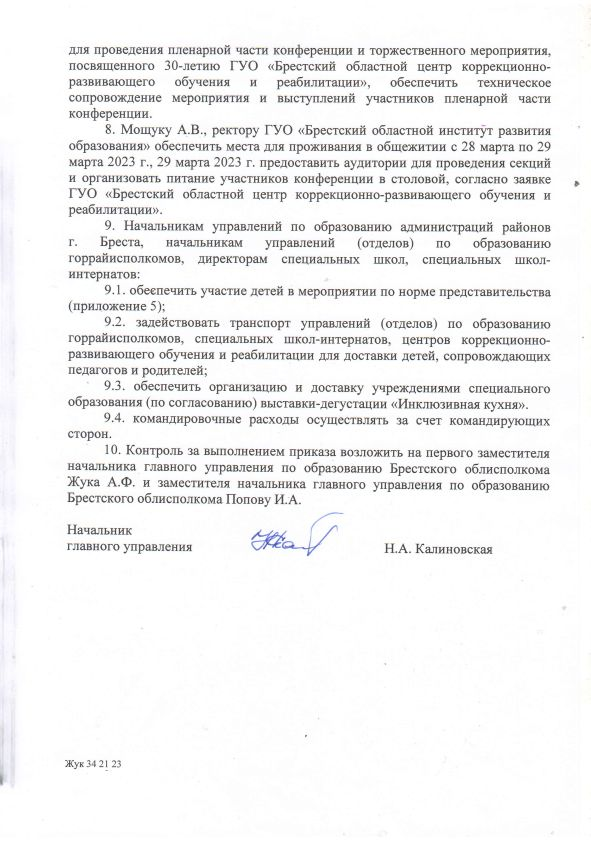 для проведения пленарной части конференции и торжественного мероприятия,
посвященного 30-летию ГУО «Брестский областной центр коррекционно-
развивающего обучения и реабилитации», обеспечить техническое
сопровождение мероприятия и выступлений участников пленарной части
конференции.
8. Мощуку А.В., ректору ГУО «Брестский областной институт развития
образования» обеспечить места для проживания в общежитии с 28 марта по 29
марта 2023 г., 29 марта 2023 г. предоставить аудитории для проведения секций
и организовать питание участников конференции в столовой, согласно заявке
ГУО «Брестский областной центр коррекционно-развивающего обучения и
реабилитации».
9. Начальникам управлений по образованию администраций районов
г. Бреста, начальникам управлений (отделов) по образованию
горрайисполкомов, директорам специальных школ, специальных школ-
интернатов:
9.1. обеспечить участие детей в мероприятии по норме представительства
(приложение 5);
9.2. задействовать транспорт управлений (отделов) по образованию
горрайисполкомов, специальных школ-интернатов, центров коррекционно-
развивающего обучения и реабилитации для доставки детей, сопровождающих
педагогов и родителей;
9.3. обеспечить организацию и доставку учреждениями специального
образования (по согласованию) выставки-дегустации «Инклюзивная кухня».
9.4. командировочные расходы осуществлять за счет командирующих
сторон.
10. Контроль за выполнением приказа возложить на первого заместителя
начальника главного управления по образованию Брестского облисполкома
Жука А.Ф. и заместителя начальника главного управления по образованию
Брестского облисполкома Попову И.А.
Начальник
главного управления Н.А. Калиновская
Жук 34 21 23